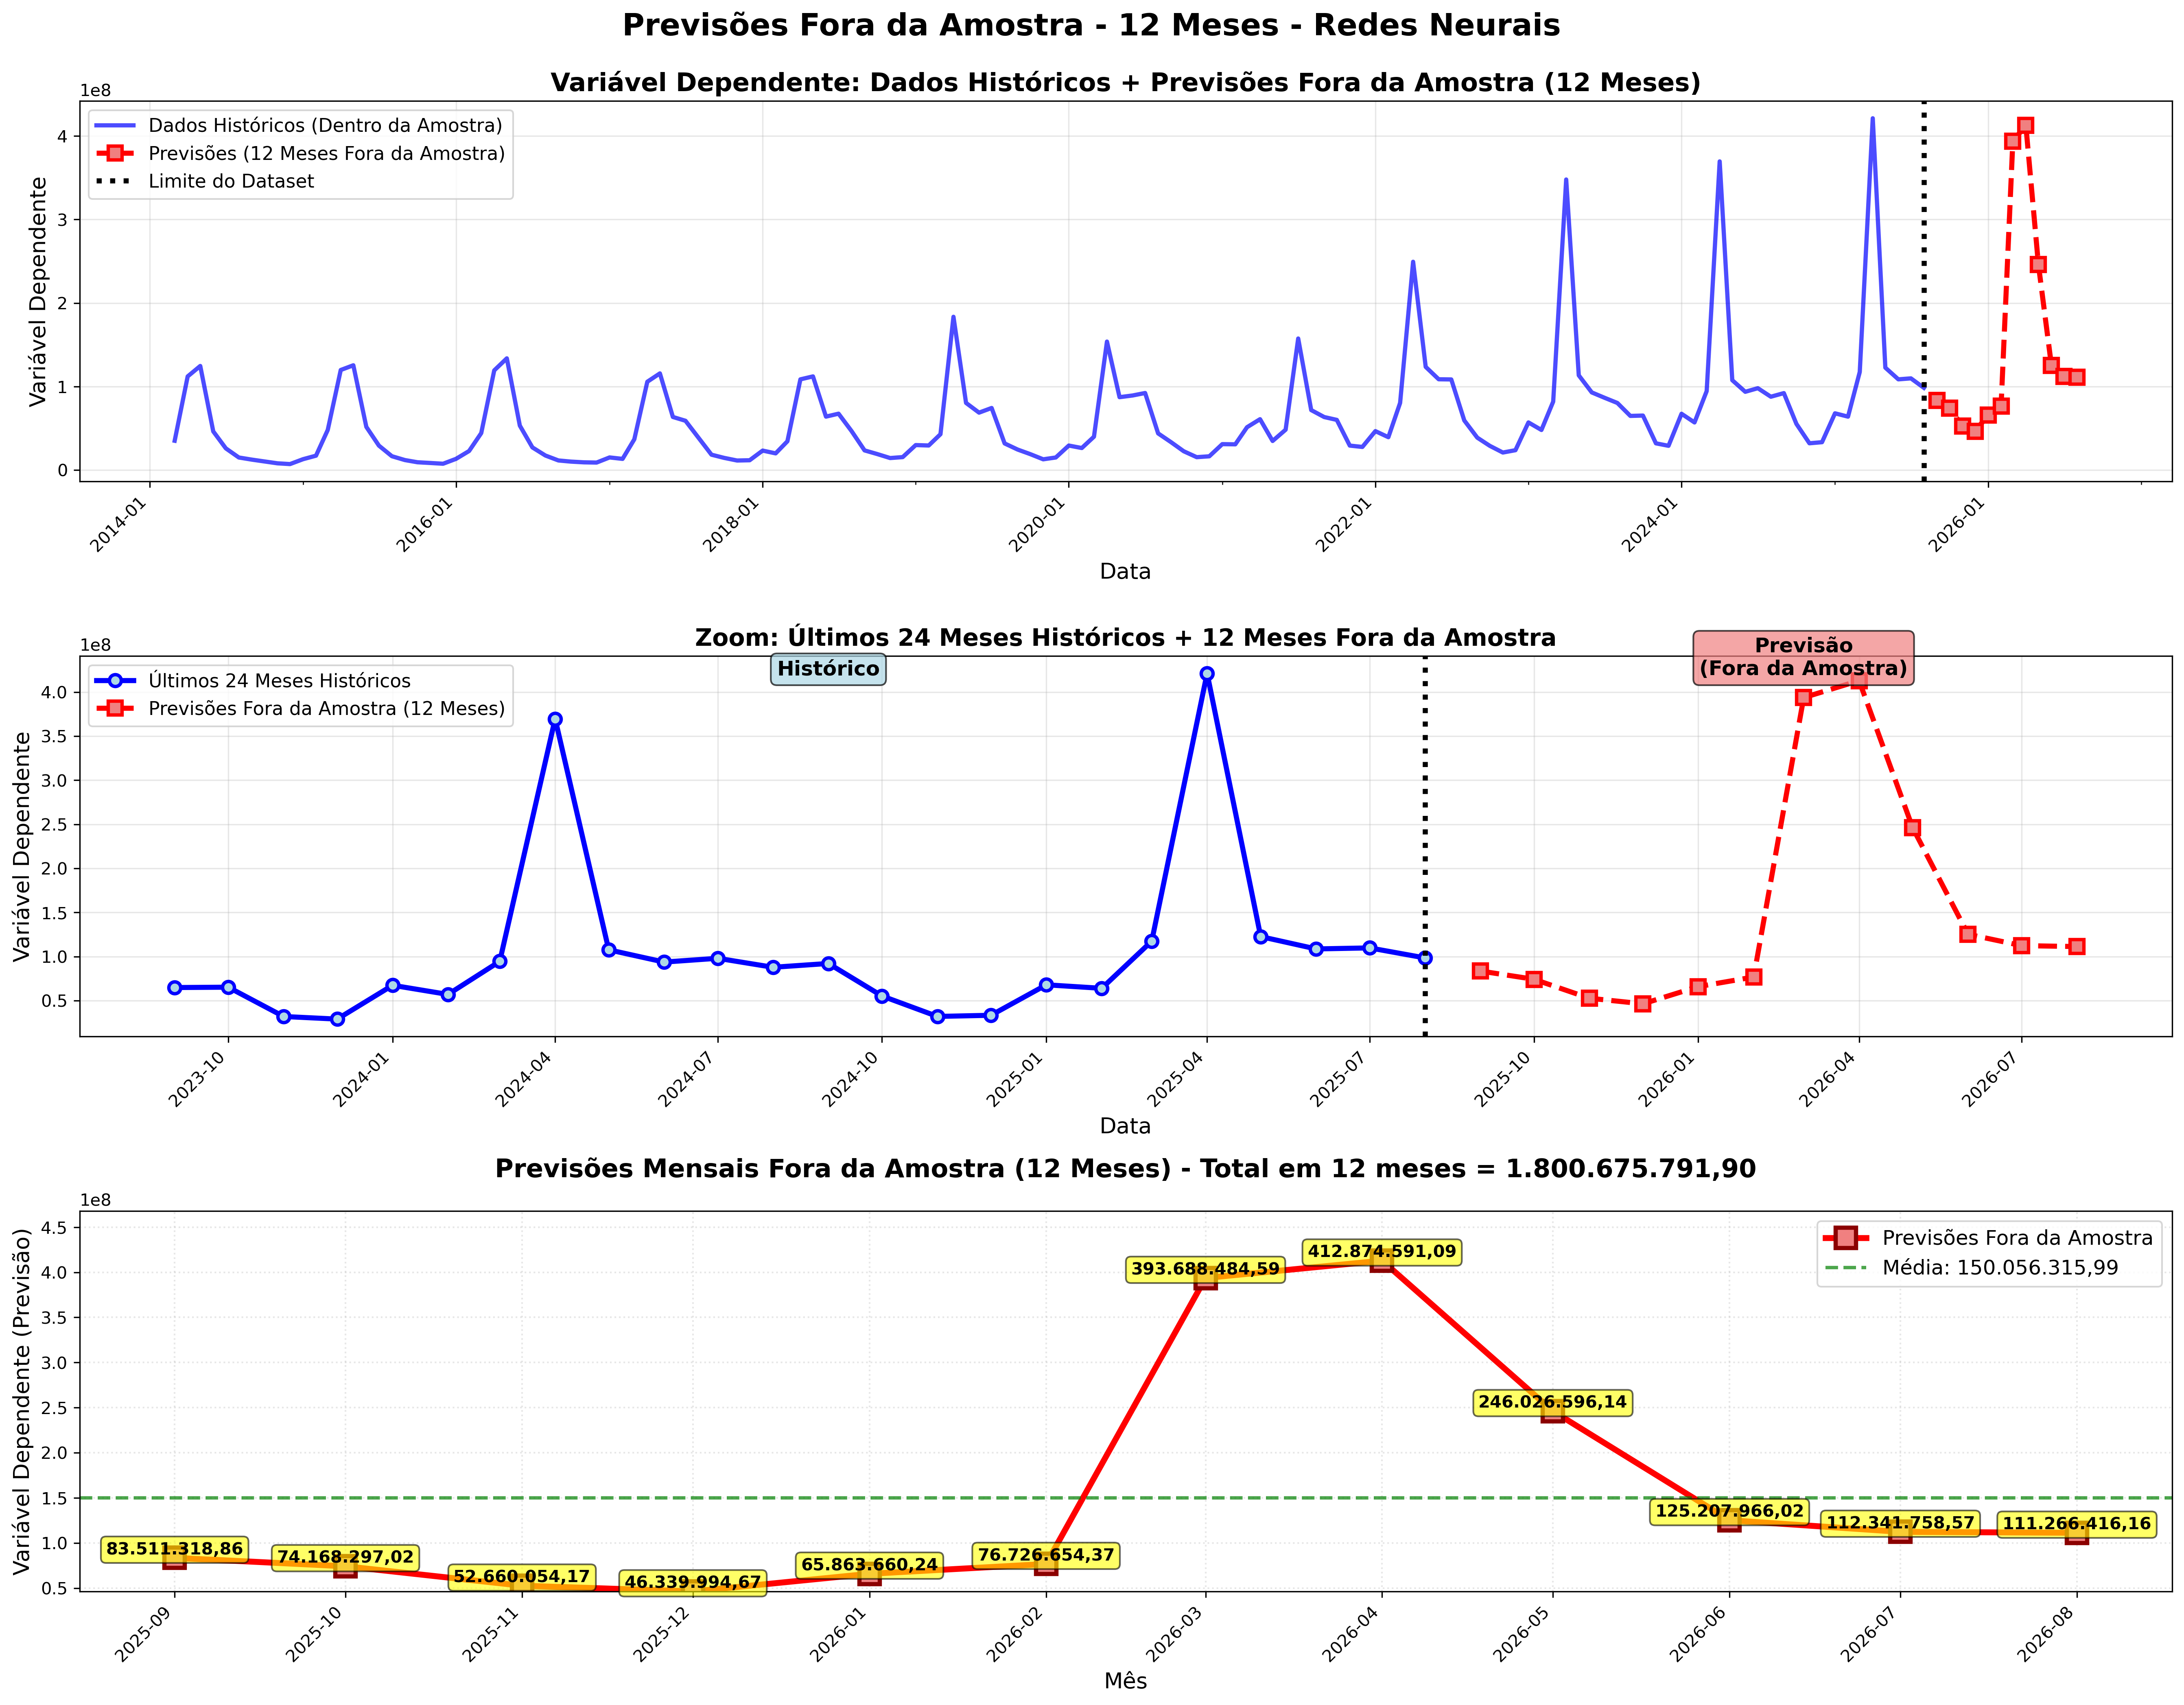 Previsões Fora da Amostra - 12 Meses - Redes Neurais
Variável Dependente: Dados Históricos + Previsões Fora da Amostra (12 Meses)
1e8
Dados Históricos (Dentro da Amostra)
Previsões (12 Meses Fora da Amostra)
Limite do Dataset
Variável Dependente
4
3
2
1
0
2014-01
2016-01
2018-01
2020-01
2022-01
2024-01
2026-01
Data
Zoom: Últimos 24 Meses Históricos + 12 Meses Fora da Amostra
1e8
Últimos 24 Meses Históricos
Previsões Fora da Amostra (12 Meses)
Histórico
Previsão
(Fora da Amostra)
Variável Dependente
4.0
3.5
3.0
2.5
2.0
1.5
1.0
0.5
2023-10
2024-01
2024-04
2024-07
2024-10
2025-01
2025-04
2025-07
2025-10
2026-01
2026-04
2026-07
Data
Previsões Mensais Fora da Amostra (12 Meses) - Total em 12 meses = 1.800.675.791,90
1e8
Previsões Fora da Amostra
Média: 150.056.315,99
Variável Dependente (Previsão)
4.5
4.0
3.5
3.0
2.5
2.0
1.5
1.0
0.5
83.511.318,86
74.168.297,02
52.660.054,17
46.339.994,67
65.863.660,24
76.726.654,37
393.688.484,59
412.874.591,09
246.026.596,14
125.207.966,02
112.341.758,57
111.266.416,16
2025-09
2025-10
2025-11
2025-12
2026-01
2026-02
2026-03
2026-04
2026-05
2026-06
2026-07
2026-08
Mês